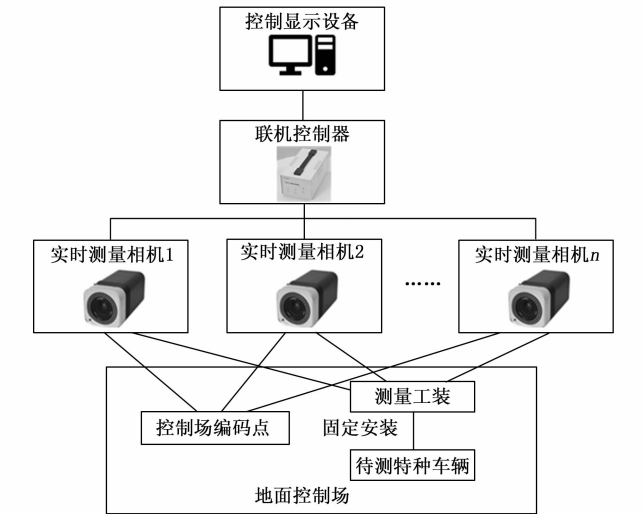 控制显示设备
联机控制器
实时测量相机1
实时测量相机2
……
实时测量相机n
测量工装
控制场编码点
固定安装
待测特种车辆
地面控制场